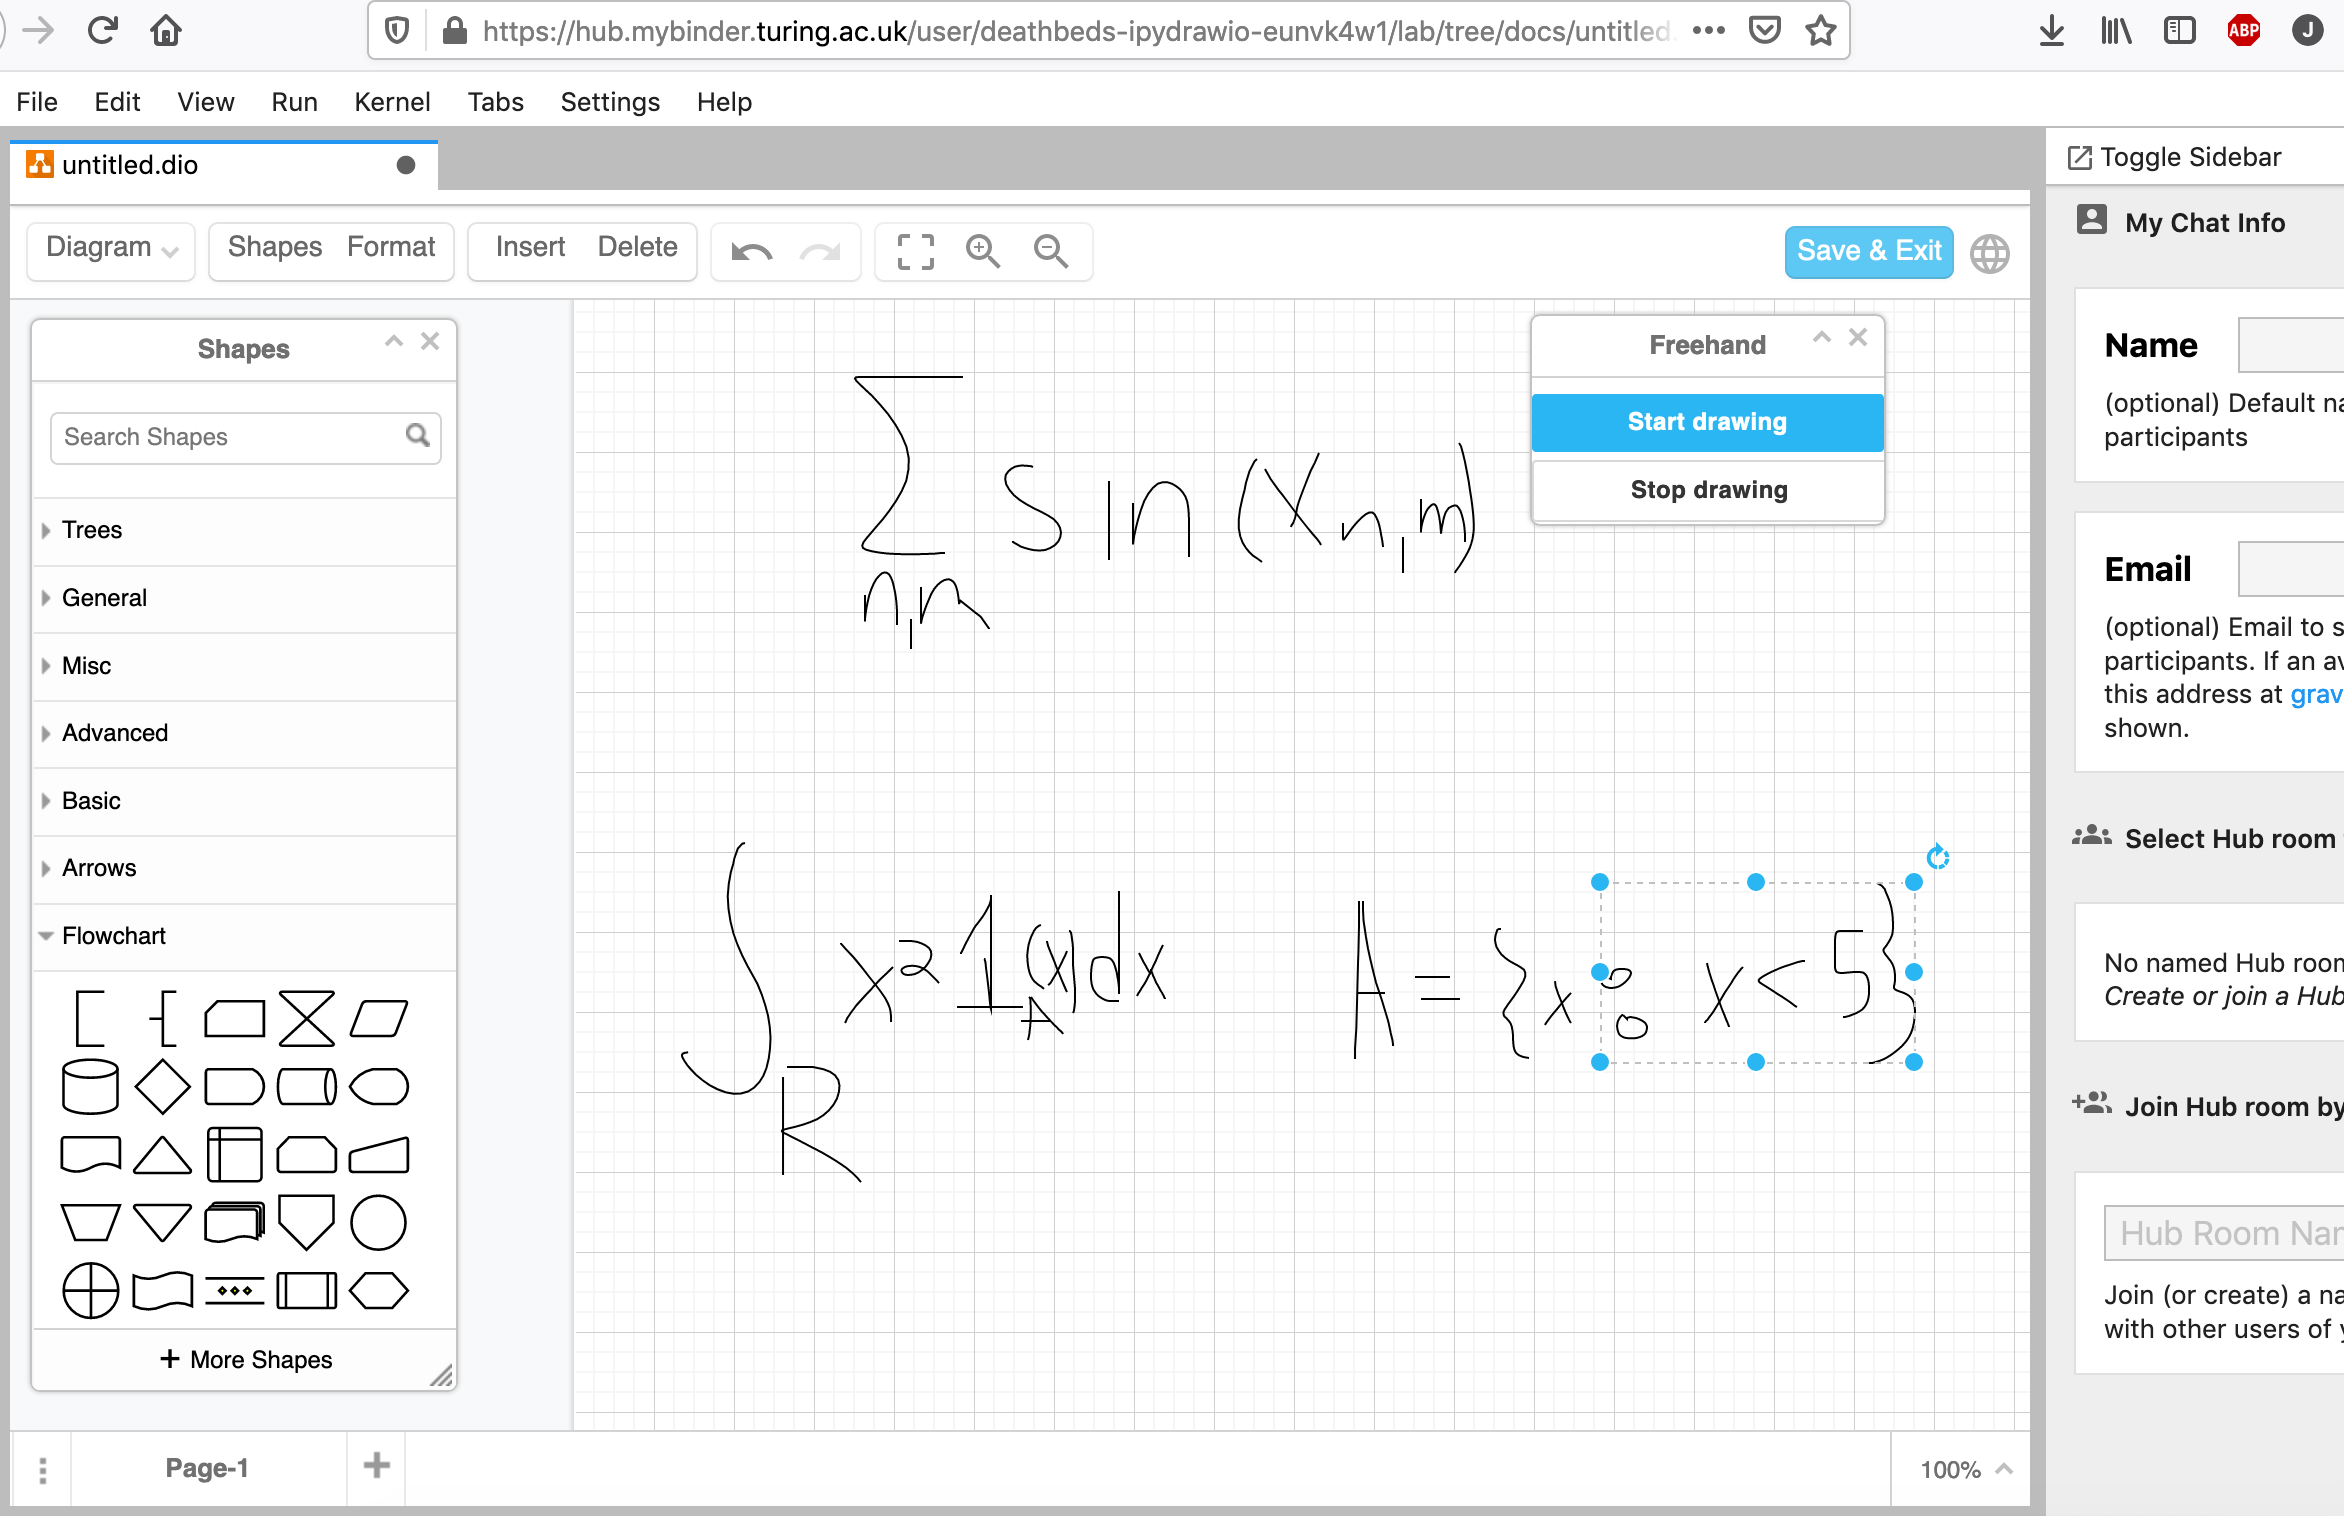 https://hub.mybinder.turing.ac.uk/user/deathbeds-ipydrawio-eunvk4w1/lab/tree/docs/untitled.
ABP
J
File Edit View Run Kernel Tabs Settings Help
untitled.dio
Toggle Sidebar
Diagram Shapes Format Insert Delete Save & Exit
My Chat Info
Shapes
Search Shapes
Trees
General
Misc
Advanced
Basic
Arrows
Flowchart
+ More Shapes
Freehand
Start drawing
Stop drawing
∑ sin(x n,m)
n,m
∫ x² 1_A(x)dx A = {x: x < 5}
R
Name
(optional) Default na
participants
Email
(optional) Email to s
participants. If an av
this address at grav
shown.
Select Hub room
No named Hub room
Create or join a Hub
Join Hub room by
Hub Room Nar
Join (or create) a na
with other users of y
Page-1
100%